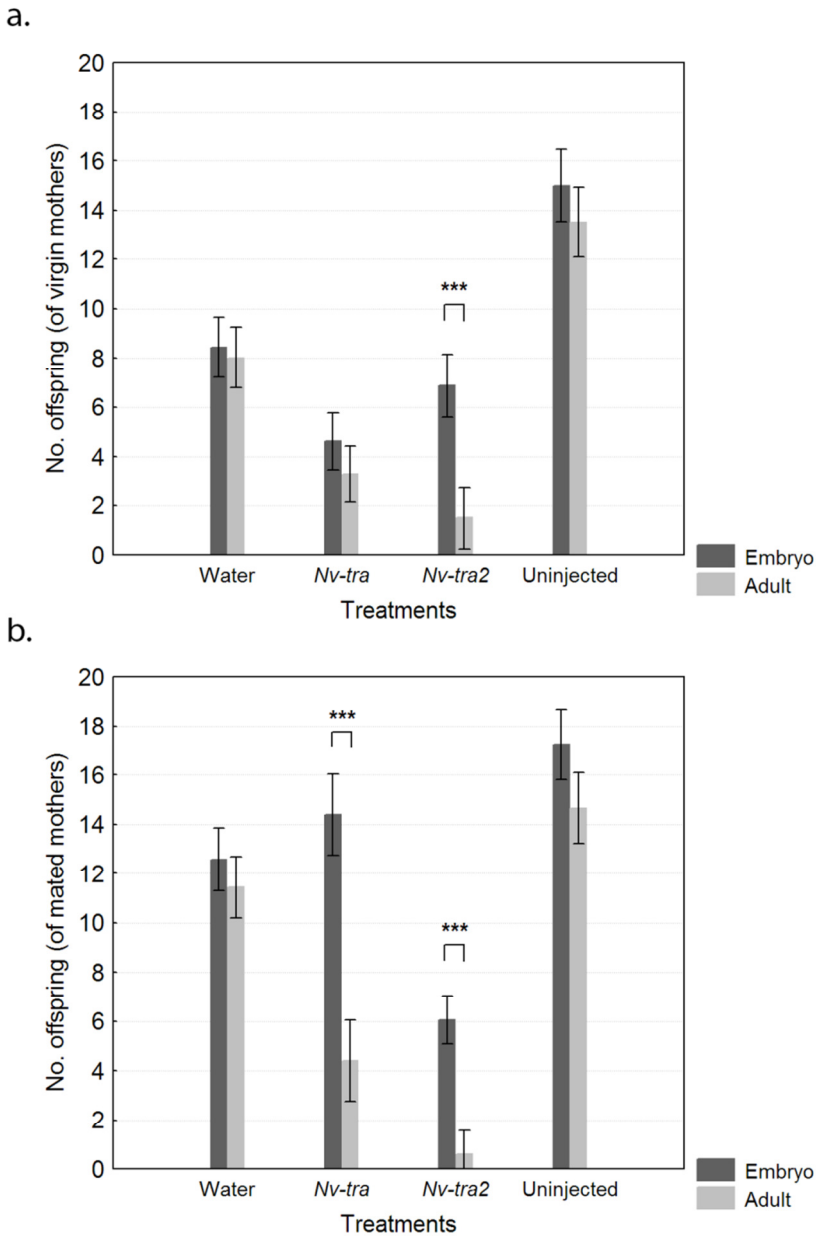 a.
No. offspring (of virgin mothers)
20
18
16
14
12
10
8
6
4
2
0
***
Water
Nv-tra
Nv-tra2
Uninjected
Treatments
Embryo
Adult
b.
No. offspring (of mated mothers)
20
18
16
14
12
10
8
6
4
2
0
***
***
Water
Nv-tra
Nv-tra2
Uninjected
Treatments
Embryo
Adult